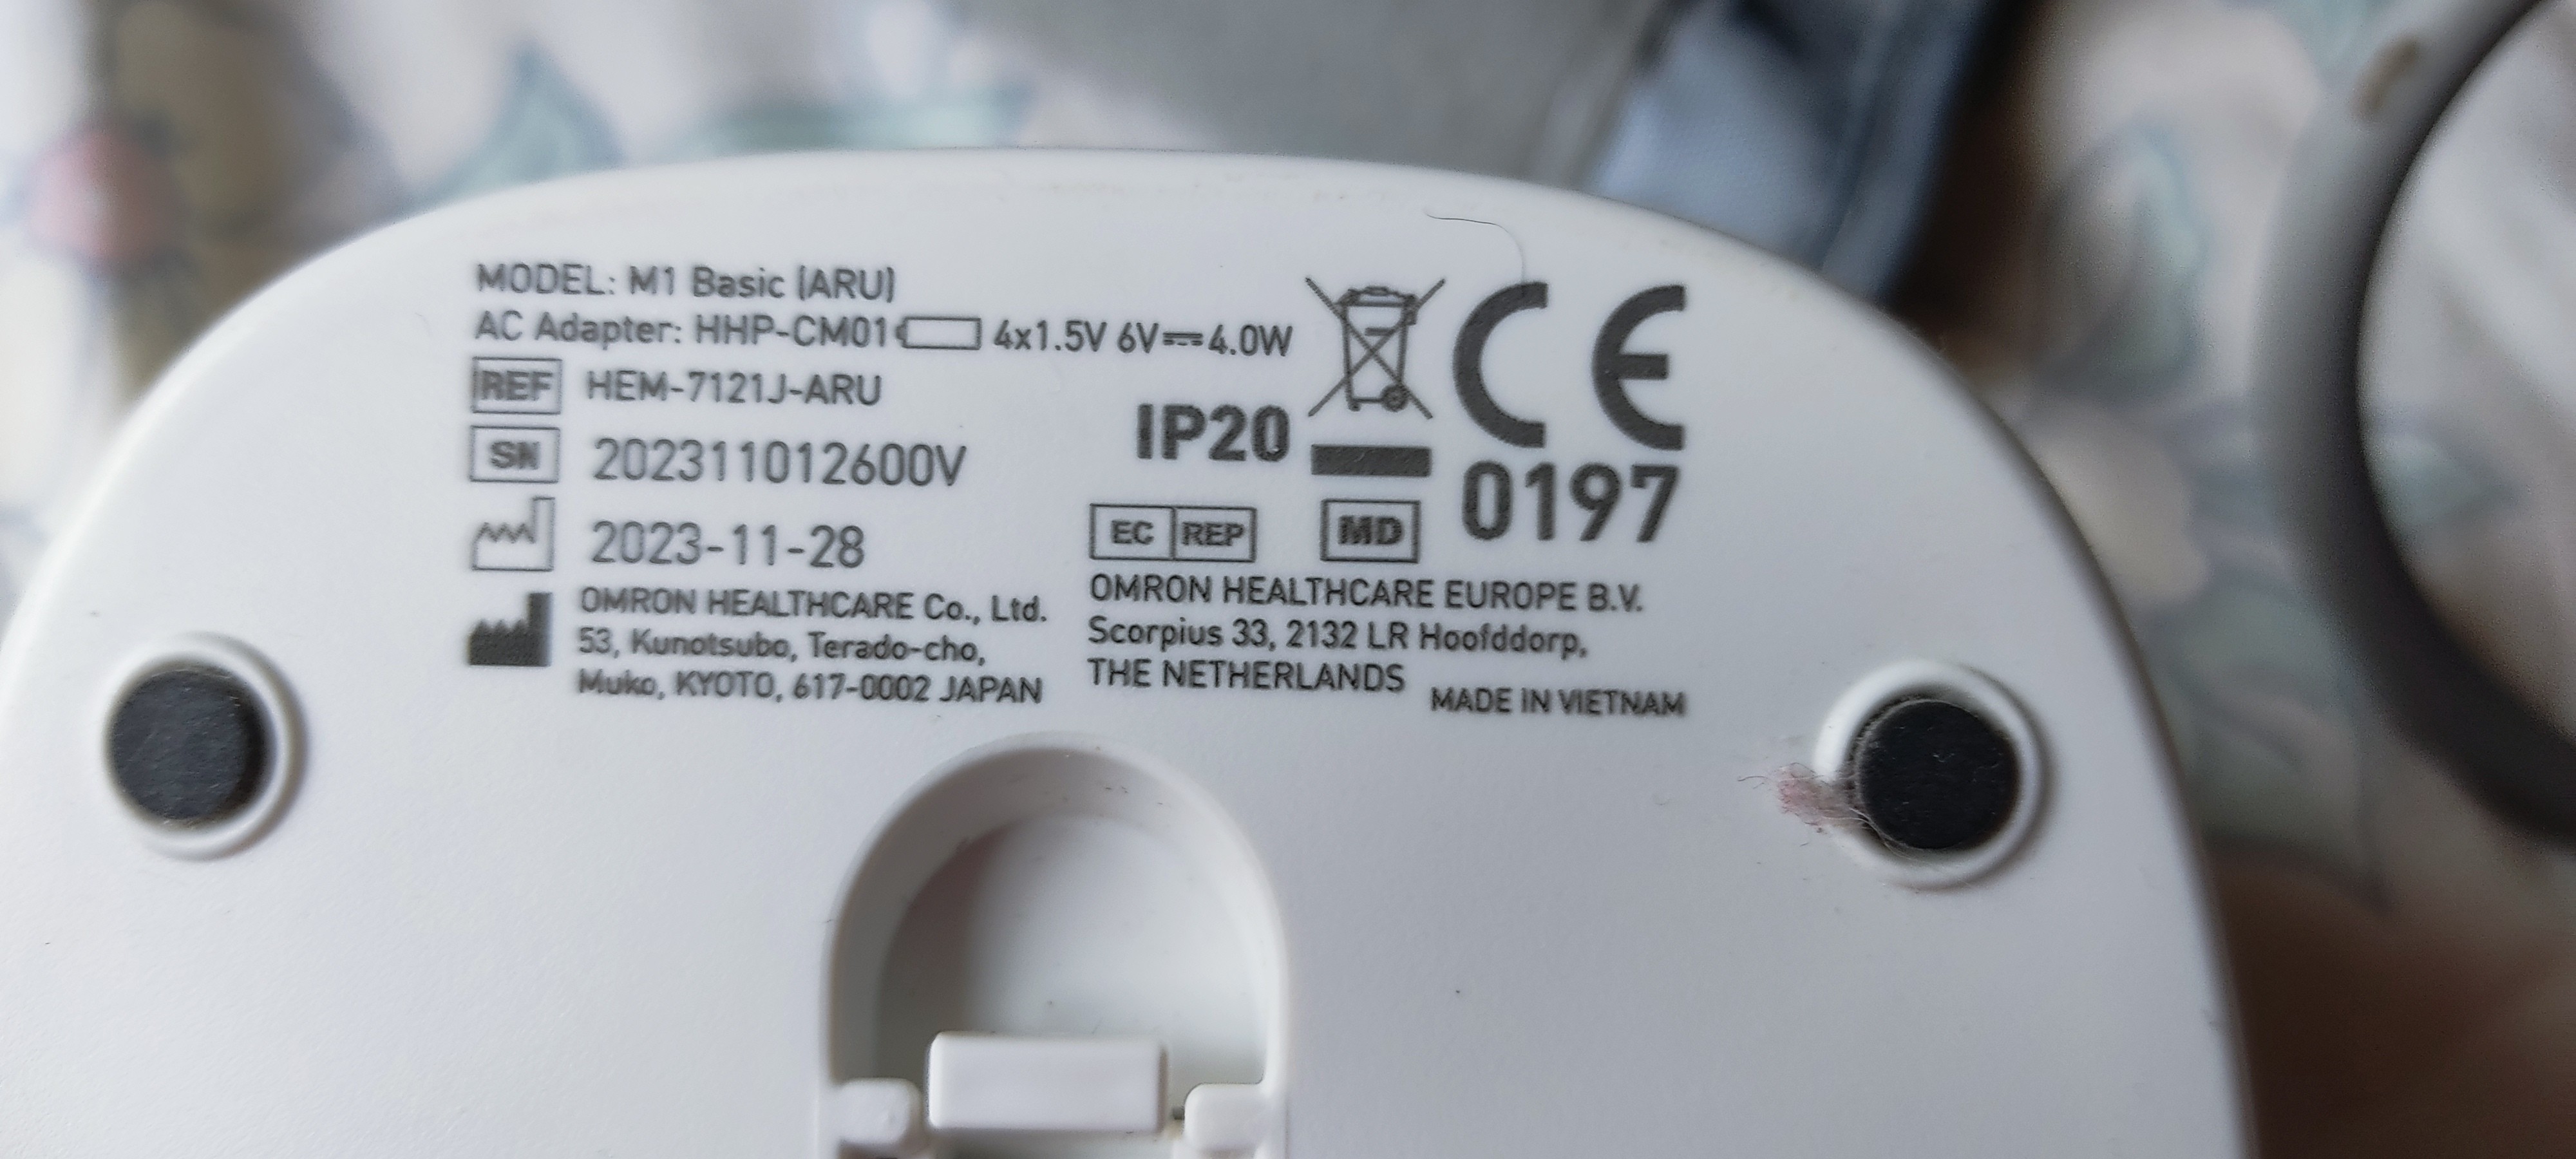 MODEL: M1 Basic (ARU)
AC Adapter: HHP-CM01 4x1.5V 6V⎓4.0W
REF HEM-7121J-ARU
SN 202311012600V
2023-11-28
OMRON HEALTHCARE Co., Ltd.
53, Kunotsubo, Terado-cho,
Muko, KYOTO, 617-0002 JAPAN
IP20
CE
0197
EC REP
MD
OMRON HEALTHCARE EUROPE B.V.
Scorpius 33, 2132 LR Hoofddorp,
THE NETHERLANDS
MADE IN VIETNAM